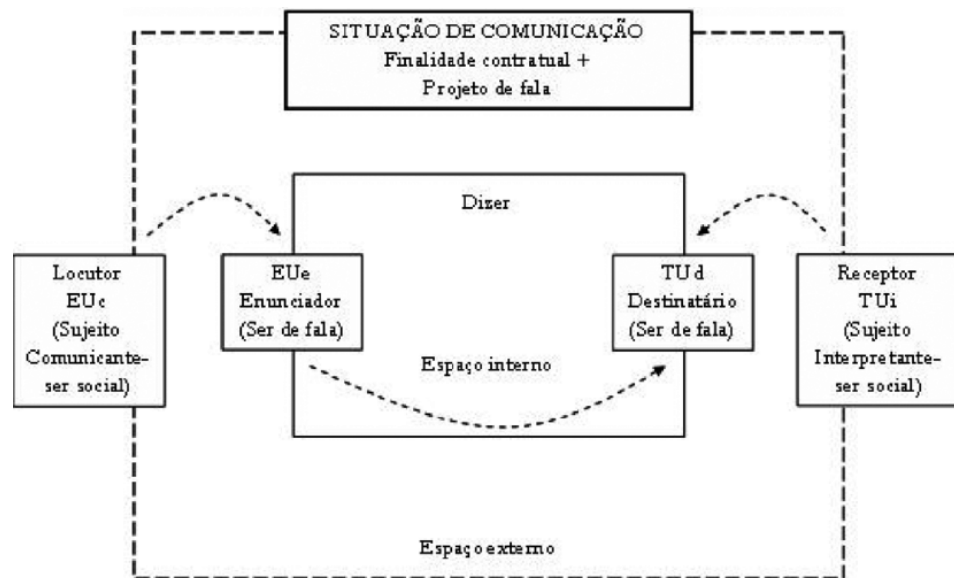 SITUAÇÃO DE COMUNICAÇÃO
Finalidade contratual +
Projeto de fala
Dizer
Locutor
EUc
(Sujeito
Comunicante-
ser social)
EUe
Enunciador
(Ser de fala)
TUd
Destinatário
(Ser de fala)
Receptor
TUi
(Sujeito
Interpretante-
ser social)
Espaço interno
Espaço externo